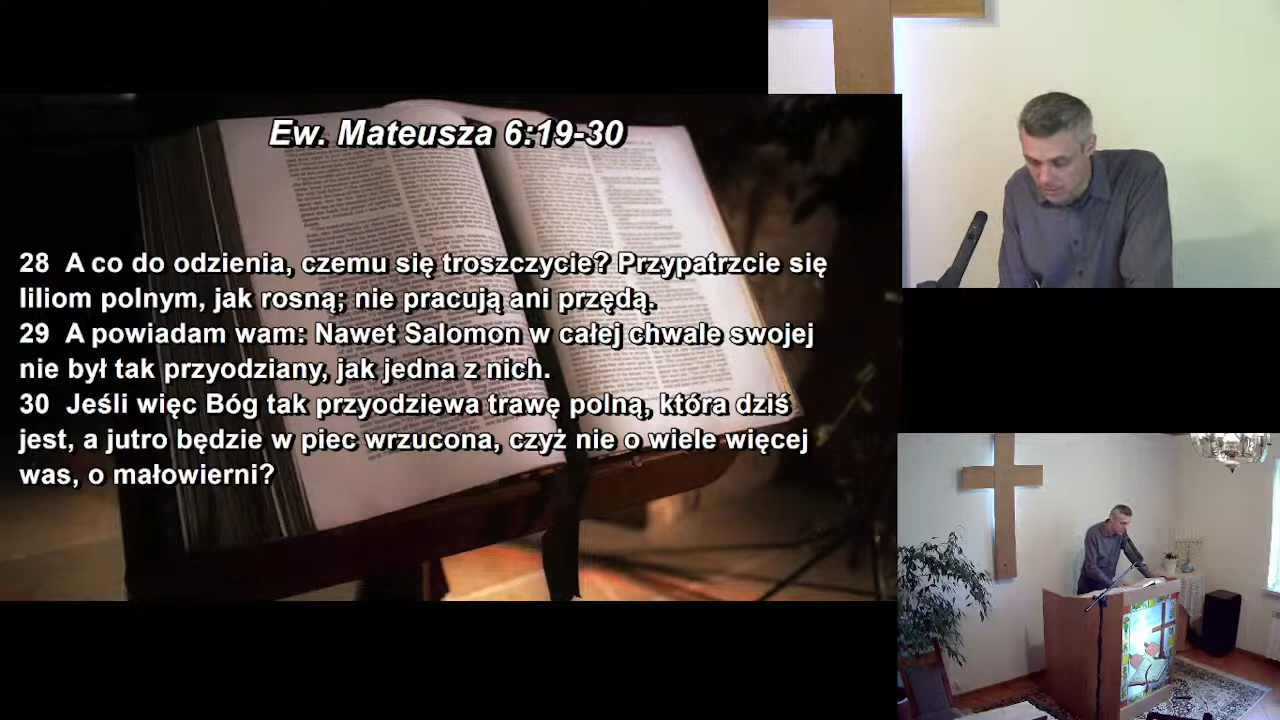 Ew. Mateusza 6:19-30
28 A co do odzienia, czemu się troszczycie? Przypatrzcie się
liliom polnym, jak rosną; nie pracują ani przędą.
29 A powiadam wam: Nawet Salomon w całej chwale swojej
nie był tak przyodziany, jak jedna z nich.
30 Jeśli więc Bóg tak przyodziewa trawę polną, która dziś
jest, a jutro będzie w piec wrzucona, czyż nie o wiele więcej
was, o małowierni?